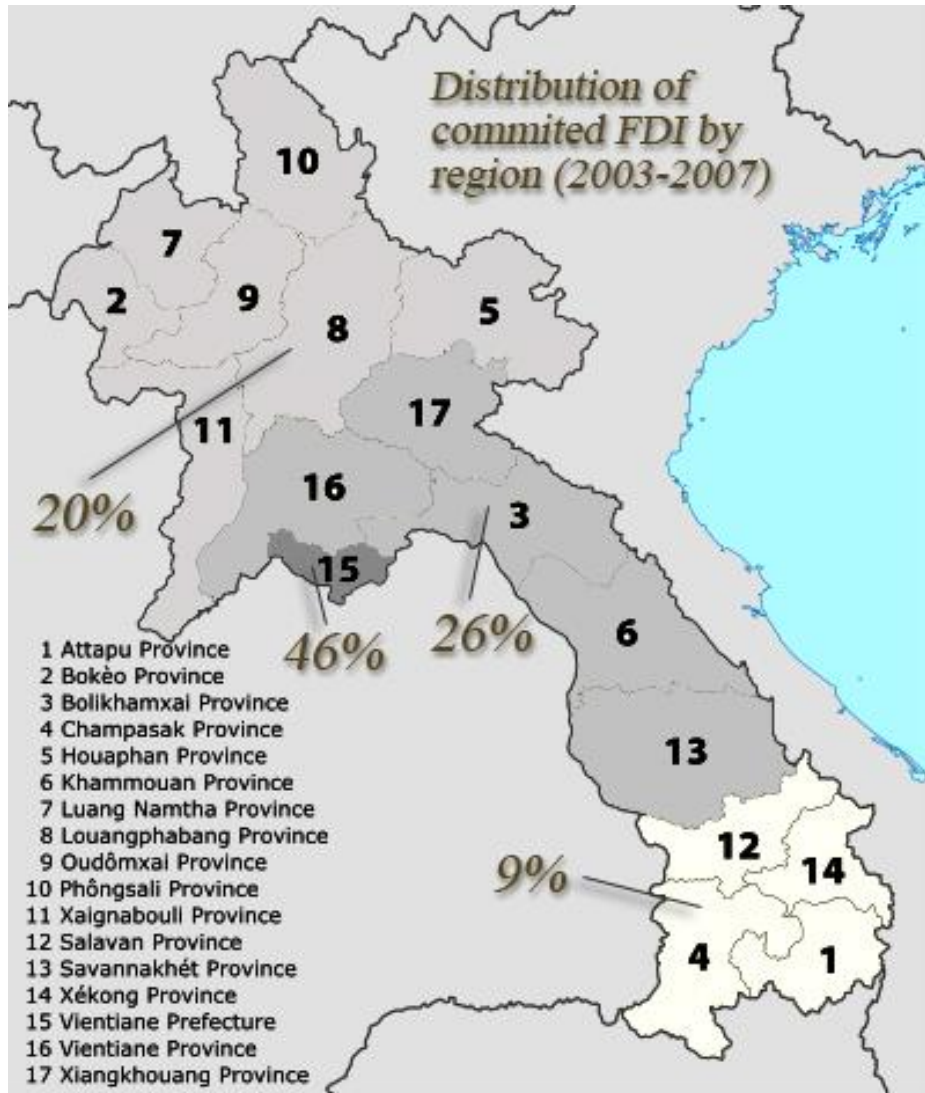 Distribution of
commited FDI by
region (2003-2007)
10
7
9
2
8
5
17
11
16
20%
3
15
46%
26%
6
13
12
14
9%
4
1
1 Attapu Province
2 Bokèo Province
3 Bolikhamxai Province
4 Champasak Province
5 Houaphan Province
6 Khammouan Province
7 Luang Namtha Province
8 Louangphabang Province
9 Oudômxai Province
10 Phôngsali Province
11 Xaignabouli Province
12 Salavan Province
13 Savannakhét Province
14 Xékong Province
15 Vientiane Prefecture
16 Vientiane Province
17 Xiangkhouang Province